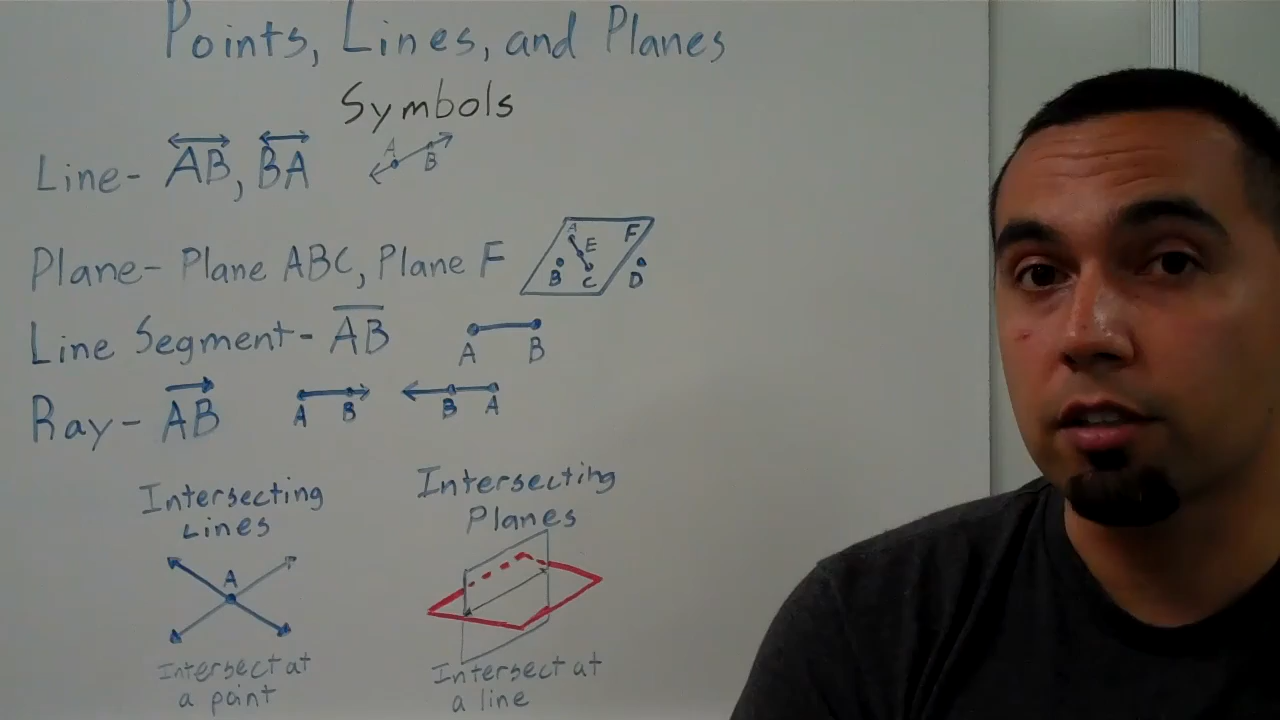 Points, Lines, and Planes
Symbols
Line- AB, BA
A
B
Plane- Plane ABC, Plane F
A
E
F
B
C
D
Line Segment- AB
A
B
Ray- AB
A
B
B
A
Intersecting
Lines
A
Intersect at
a point
Intersecting
Planes
Intersect at
a line